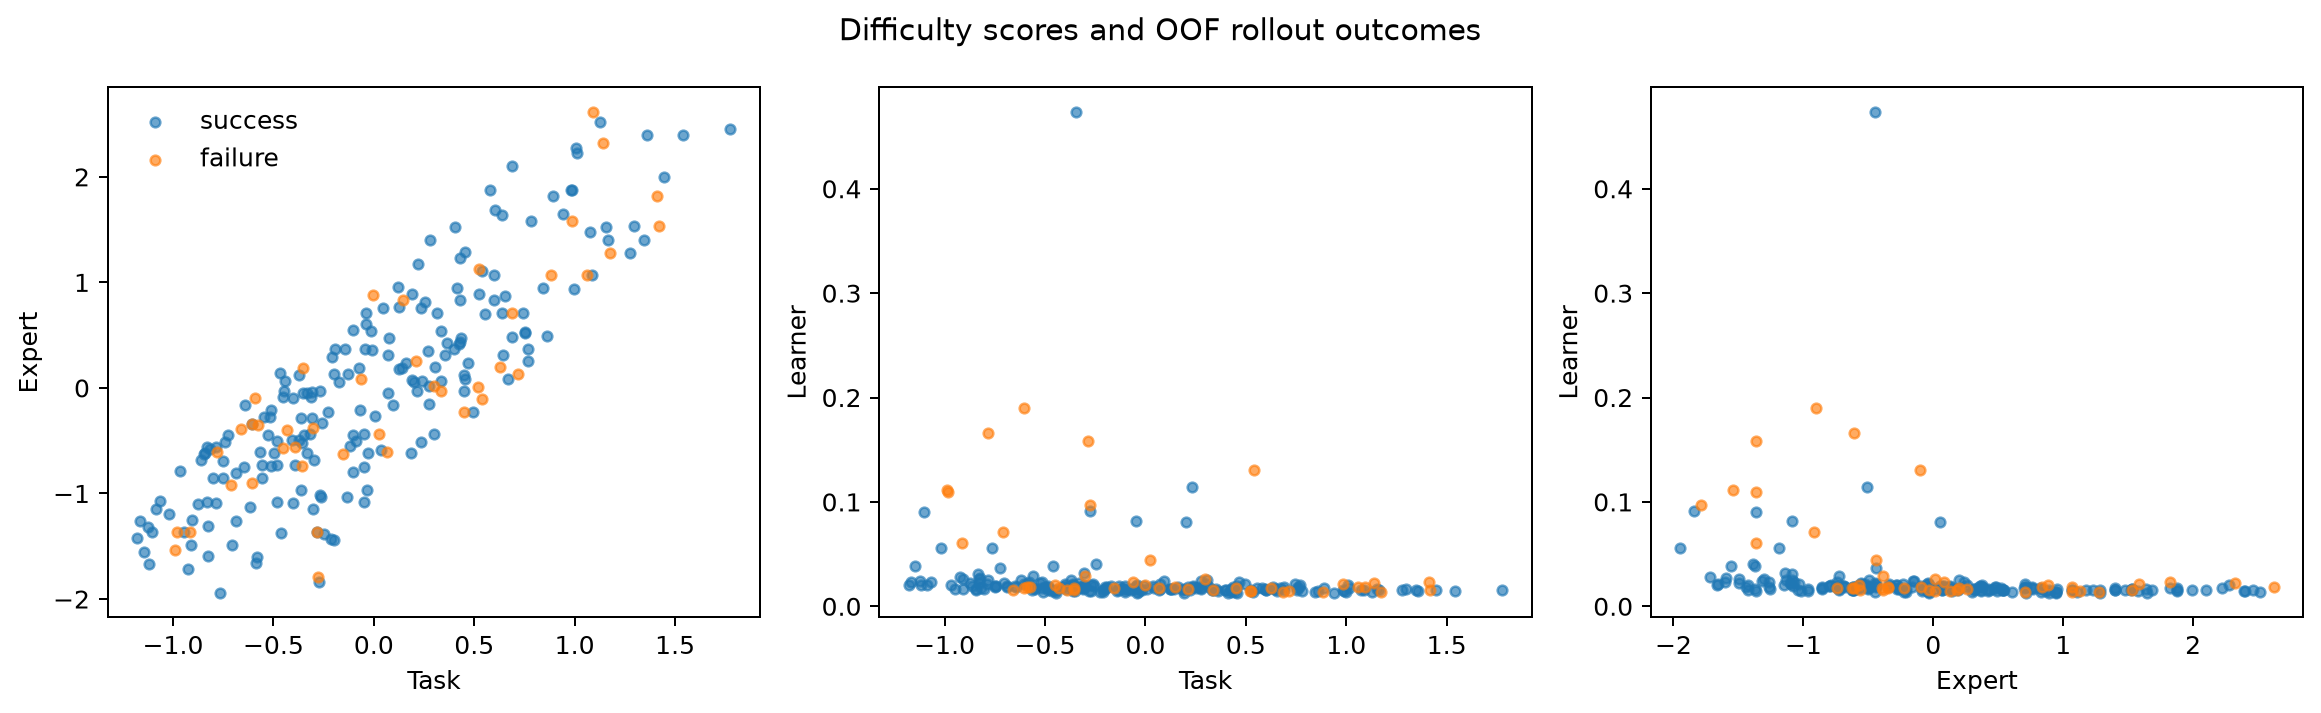 Difficulty scores and OOF rollout outcomes
success
failure
Expert
2
1
0
−1
−2
−1.0 −0.5 0.0 0.5 1.0 1.5
Task
Learner
0.4
0.3
0.2
0.1
0.0
−1.0 −0.5 0.0 0.5 1.0 1.5
Task
Learner
0.4
0.3
0.2
0.1
0.0
−2 −1 0 1 2
Expert